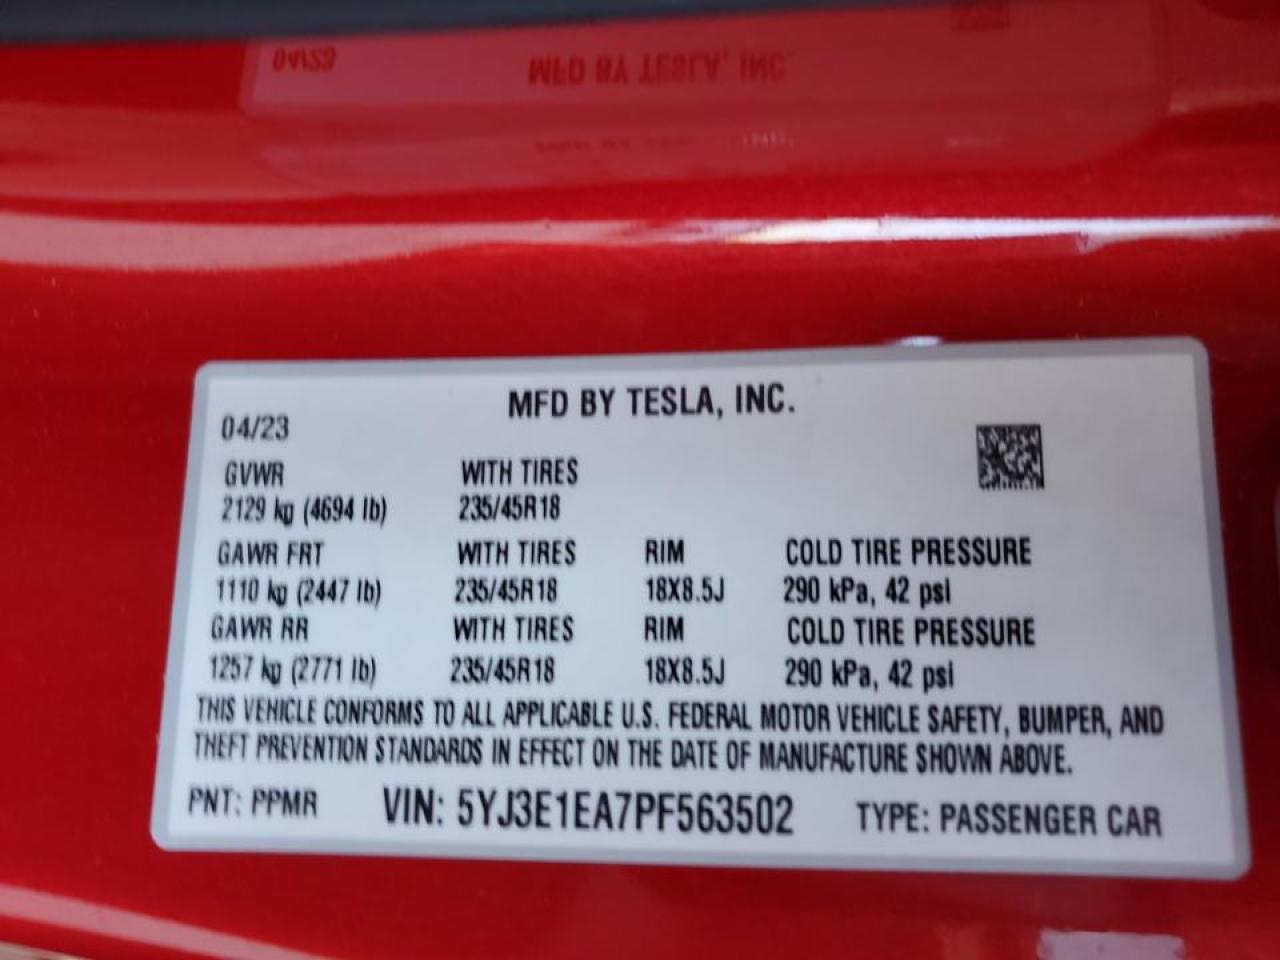 MFD BY TESLA, INC.
04/23
GVWR WITH TIRES
2129 kg (4694 lb) 235/45R18
GAWR FRT WITH TIRES RIM COLD TIRE PRESSURE
1110 kg (2447 lb) 235/45R18 18X8.5J 290 kPa, 42 psi
GAWR RR WITH TIRES RIM COLD TIRE PRESSURE
1257 kg (2771 lb) 235/45R18 18X8.5J 290 kPa, 42 psi
THIS VEHICLE CONFORMS TO ALL APPLICABLE U.S. FEDERAL MOTOR VEHICLE SAFETY, BUMPER, AND
THEFT PREVENTION STANDARDS IN EFFECT ON THE DATE OF MANUFACTURE SHOWN ABOVE.
PNT: PPMR VIN: 5YJ3E1EA7PF563502 TYPE: PASSENGER CAR